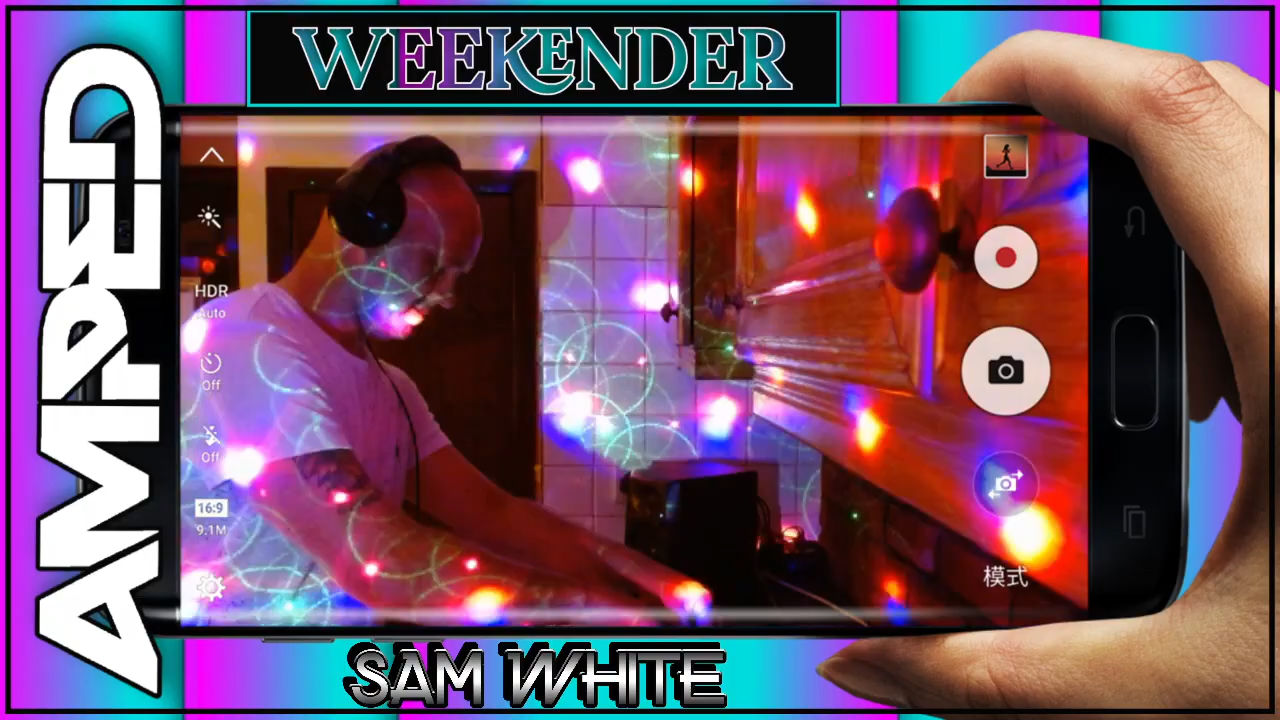 WEEKENDER
AMPED
HDR
Auto
Off
Off
16:9
9.1M
模式
SAM WHITE